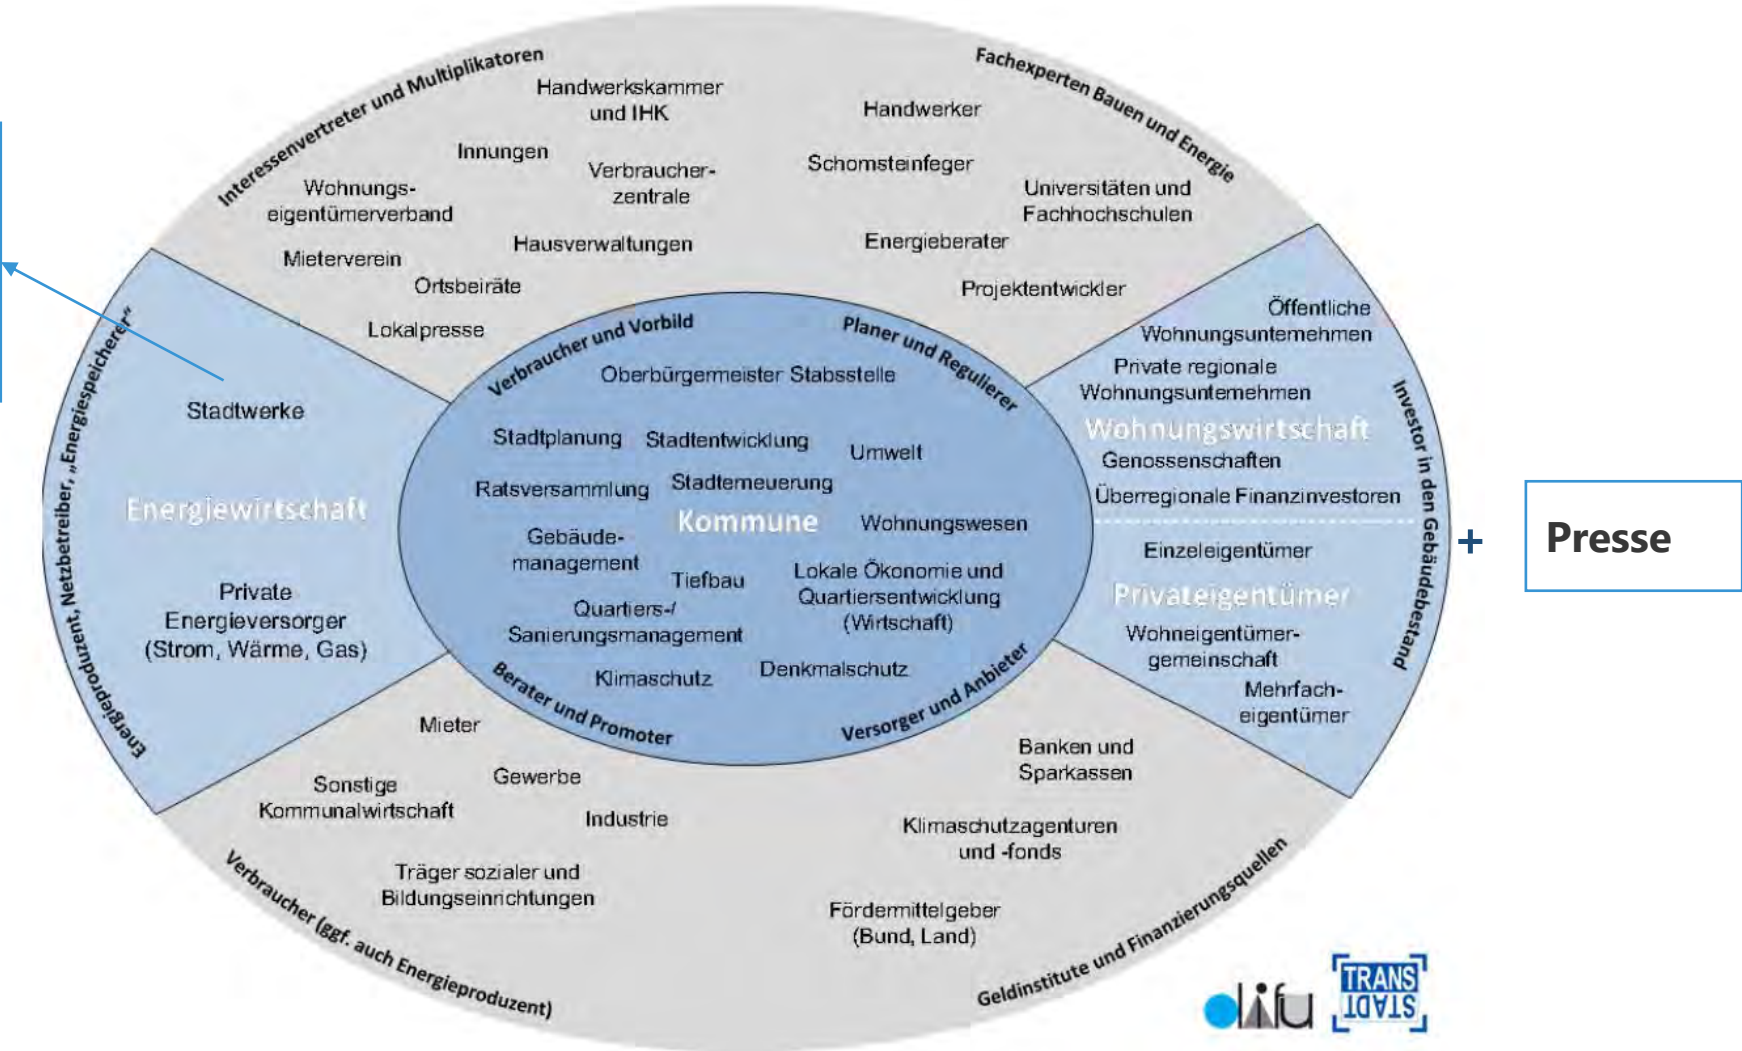 Interessenvertreter und Multiplikatoren
Handwerkskammer
und IHK
Innungen
Verbraucher-
zentrale
Wohnungs-
eigentümerverband
Hausverwaltungen
Mieterverein
Ortsbeiräte
Lokalpresse
Fachexperten Bauen und Energie
Handwerker
Schornsteinfeger
Universitäten und
Fachhochschulen
Energieberater
Projektentwickler
Energieproduzent, Netzbetreiber, „Energiespeicherer“
Stadtwerke
Energiewirtschaft
Private
Energieversorger
(Strom, Wärme, Gas)
Verbraucher und Vorbild
Planer und Regulierer
Oberbürgermeister Stabsstelle
Stadtplanung
Stadtentwicklung
Umwelt
Ratsversammlung
Stadterneuerung
Kommune
Wohnungswesen
Gebäude-
management
Tiefbau
Lokale Ökonomie und
Quartiersentwicklung
(Wirtschaft)
Quartiers-/
Sanierungsmanagement
Klimaschutz
Denkmalschutz
Berater und Promoter
Versorger und Anbieter
Öffentliche
Wohnungsunternehmen
Private regionale
Wohnungsunternehmen
Wohnungswirtschaft
Genossenschaften
Überregionale Finanzinvestoren
Einzeleigentümer
Privateigentümer
Wohneigentümer-
gemeinschaft
Mehrfach-
eigentümer
Investor in den Gebäudebestand
+
Presse
Mieter
Gewerbe
Sonstige
Kommunalwirtschaft
Industrie
Träger sozialer und
Bildungseinrichtungen
Verbraucher (ggf. auch Energieproduzent)
Banken und
Sparkassen
Klimaschutzagenturen
und -fonds
Fördermittelgeber
(Bund, Land)
Geldinstitute und Finanzierungsquellen
difu
TRANS
STADT